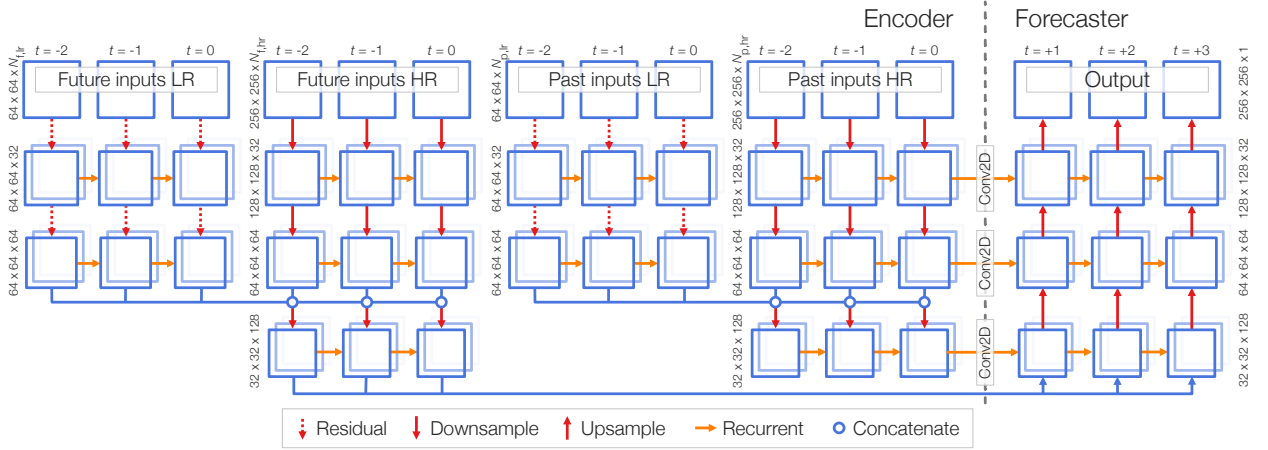 Encoder
Forecaster
t = -2 t = -1 t = 0
t = -2 t = -1 t = 0
t = -2 t = -1 t = 0
t = -2 t = -1 t = 0
t = +1 t = +2 t = +3
Future inputs LR
Future inputs HR
Past inputs LR
Past inputs HR
Output
64 x 64 x N_f,lr
256 x 256 x N_f,hr
64 x 64 x N_p,lr
256 x 256 x N_p,hr
256 x 256 x 1
64 x 64 x 32
128 x 128 x 32
64 x 64 x 32
128 x 128 x 32
Conv2D
128 x 128 x 32
64 x 64 x 64
64 x 64 x 64
64 x 64 x 64
64 x 64 x 64
Conv2D
64 x 64 x 64
32 x 32 x 128
32 x 32 x 128
Conv2D
32 x 32 x 128
Residual
Downsample
Upsample
Recurrent
Concatenate